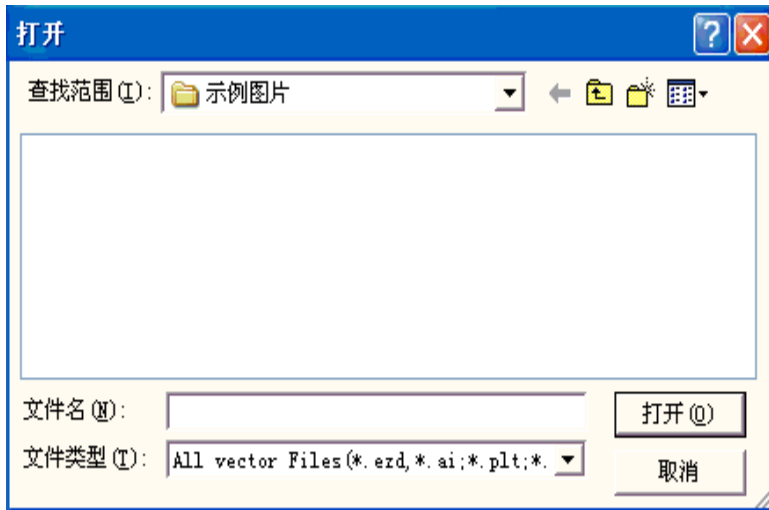 打开
查找范围(I): 示例图片
文件名(N):
打开(O)
文件类型(T): All vector Files(*.ezd,*.ai;*.plt;*.
取消